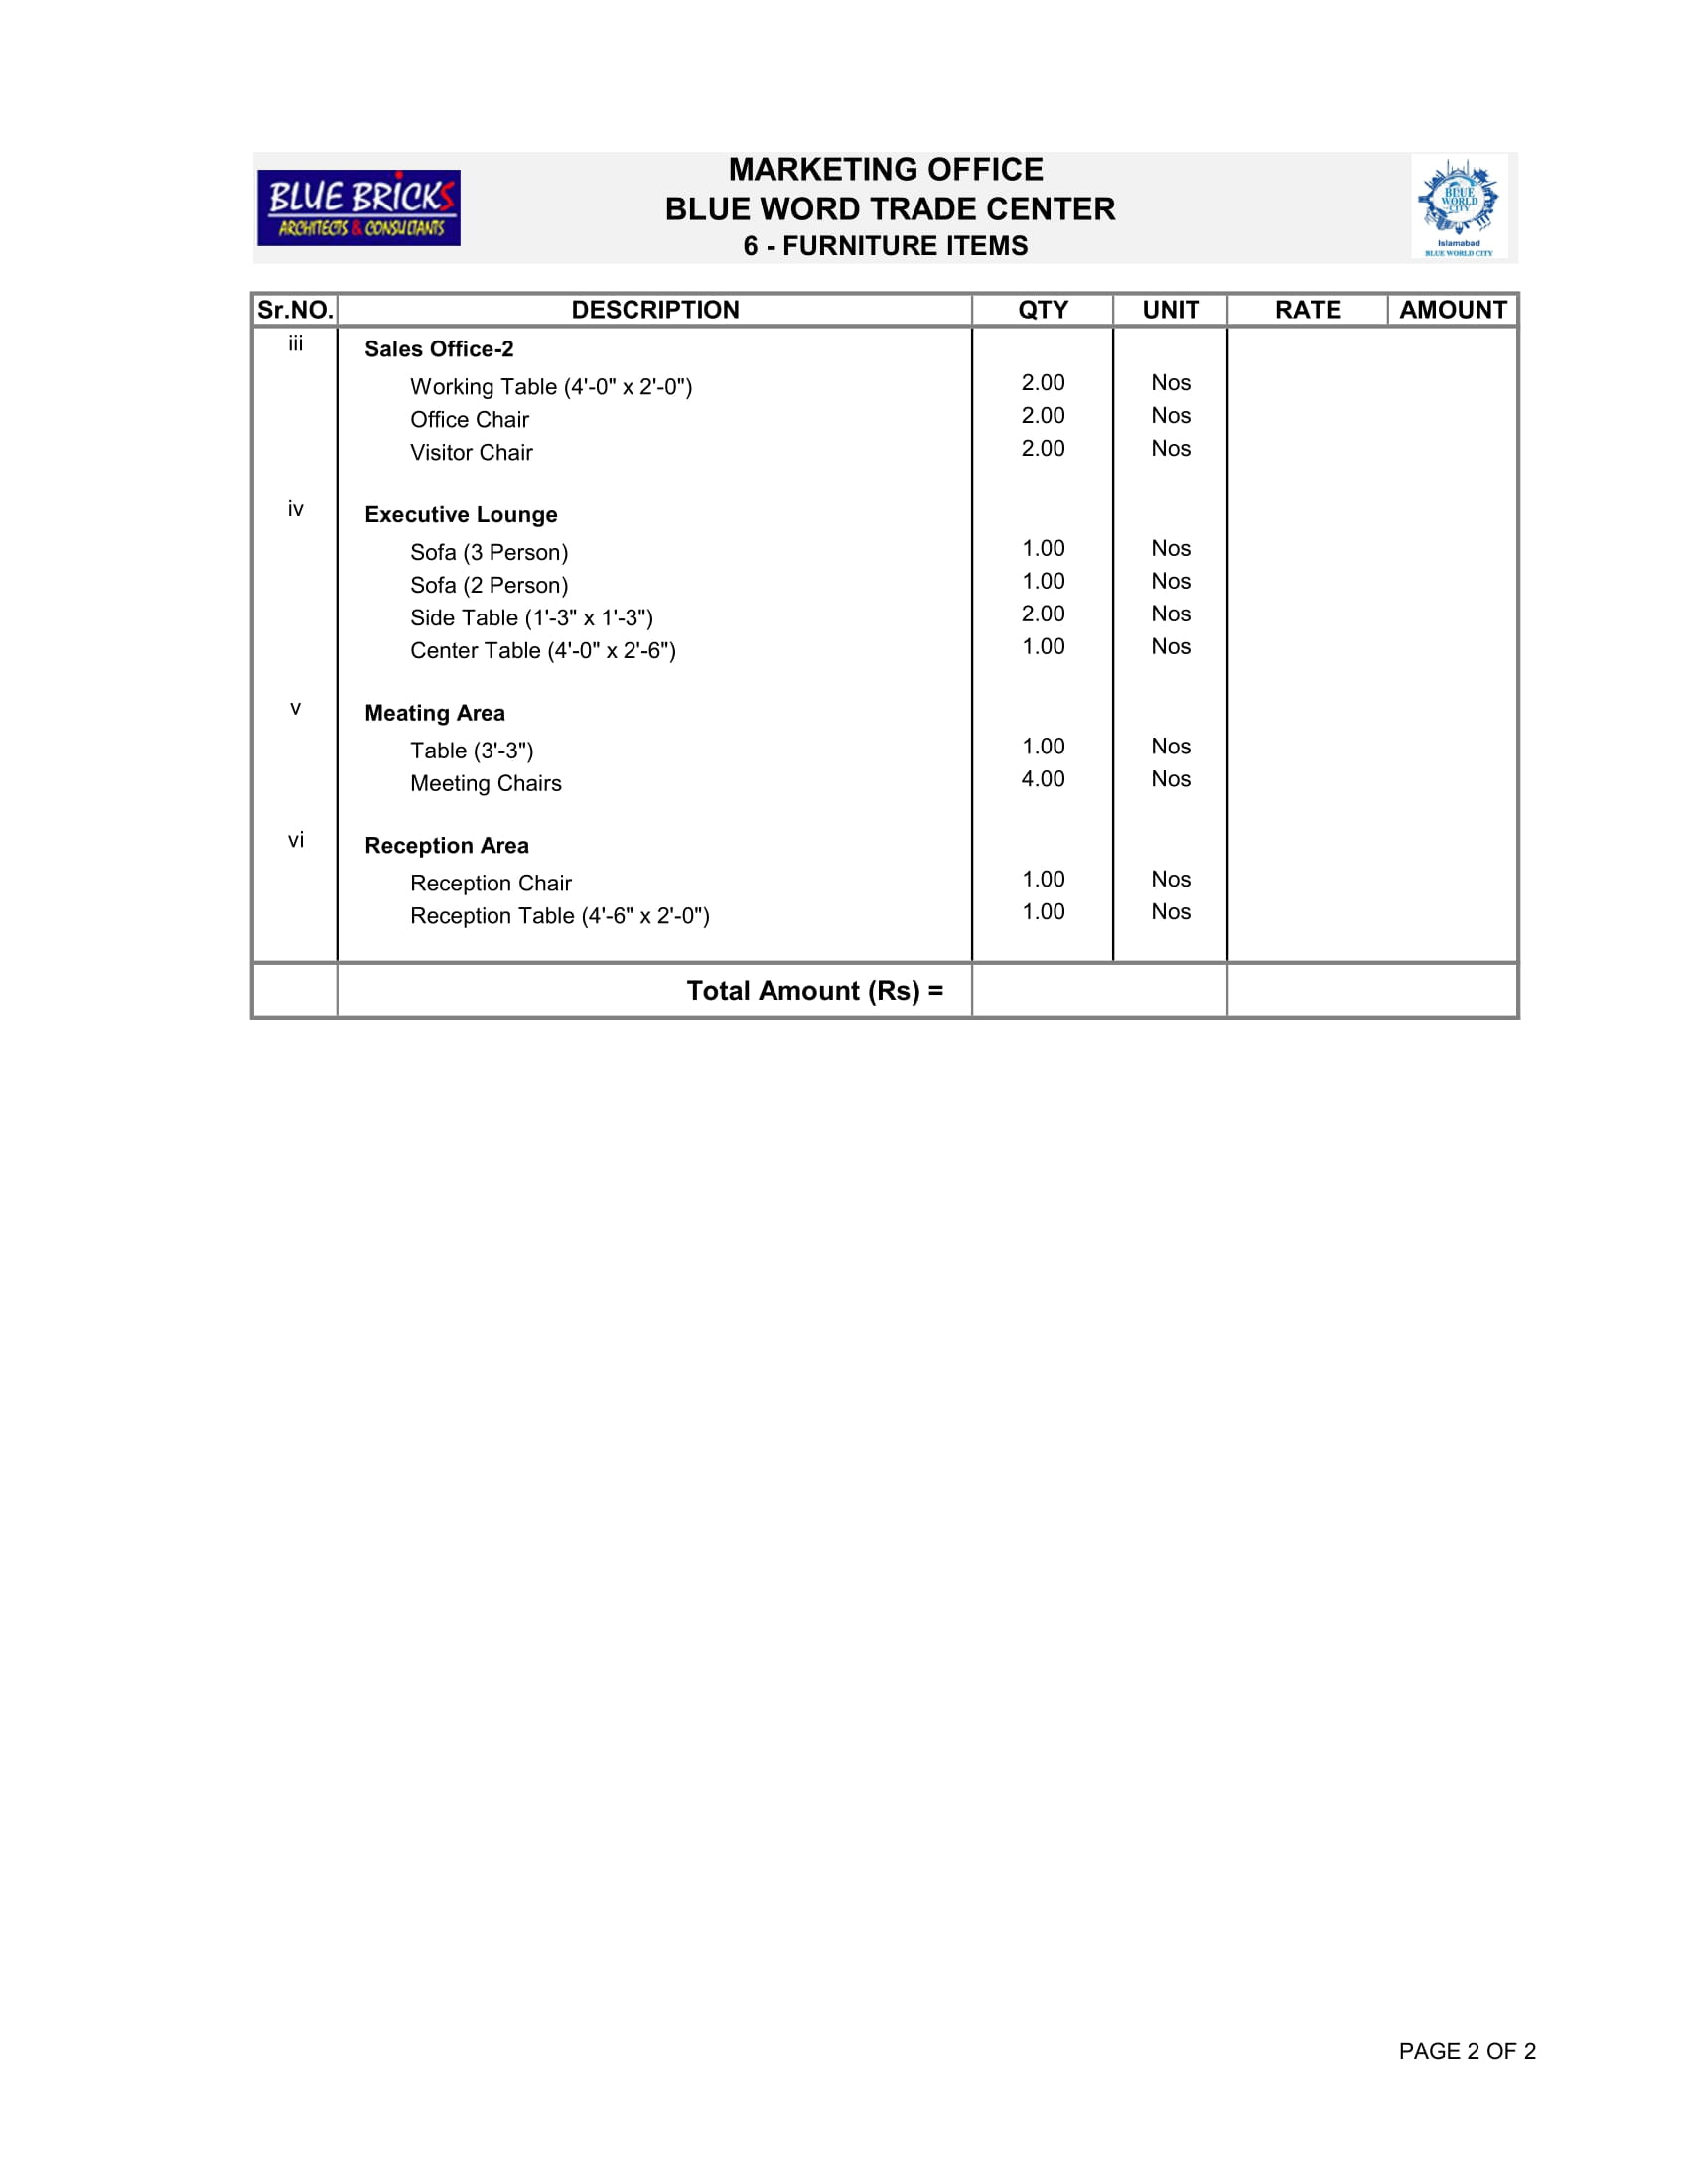 BLUE BRICKS
ARCHITECTS & CONSULTANTS
MARKETING OFFICE
BLUE WORD TRADE CENTER
6 - FURNITURE ITEMS
BLUE
WORLD
CITY
Islamabad
BLUE WORLD CITY
Sr.NO. DESCRIPTION QTY UNIT RATE AMOUNT
iii Sales Office-2
Working Table (4'-0" x 2'-0") 2.00 Nos
Office Chair 2.00 Nos
Visitor Chair 2.00 Nos
iv Executive Lounge
Sofa (3 Person) 1.00 Nos
Sofa (2 Person) 1.00 Nos
Side Table (1'-3" x 1'-3") 2.00 Nos
Center Table (4'-0" x 2'-6") 1.00 Nos
v Meating Area
Table (3'-3") 1.00 Nos
Meeting Chairs 4.00 Nos
vi Reception Area
Reception Chair 1.00 Nos
Reception Table (4'-6" x 2'-0") 1.00 Nos
Total Amount (Rs) =
PAGE 2 OF 2